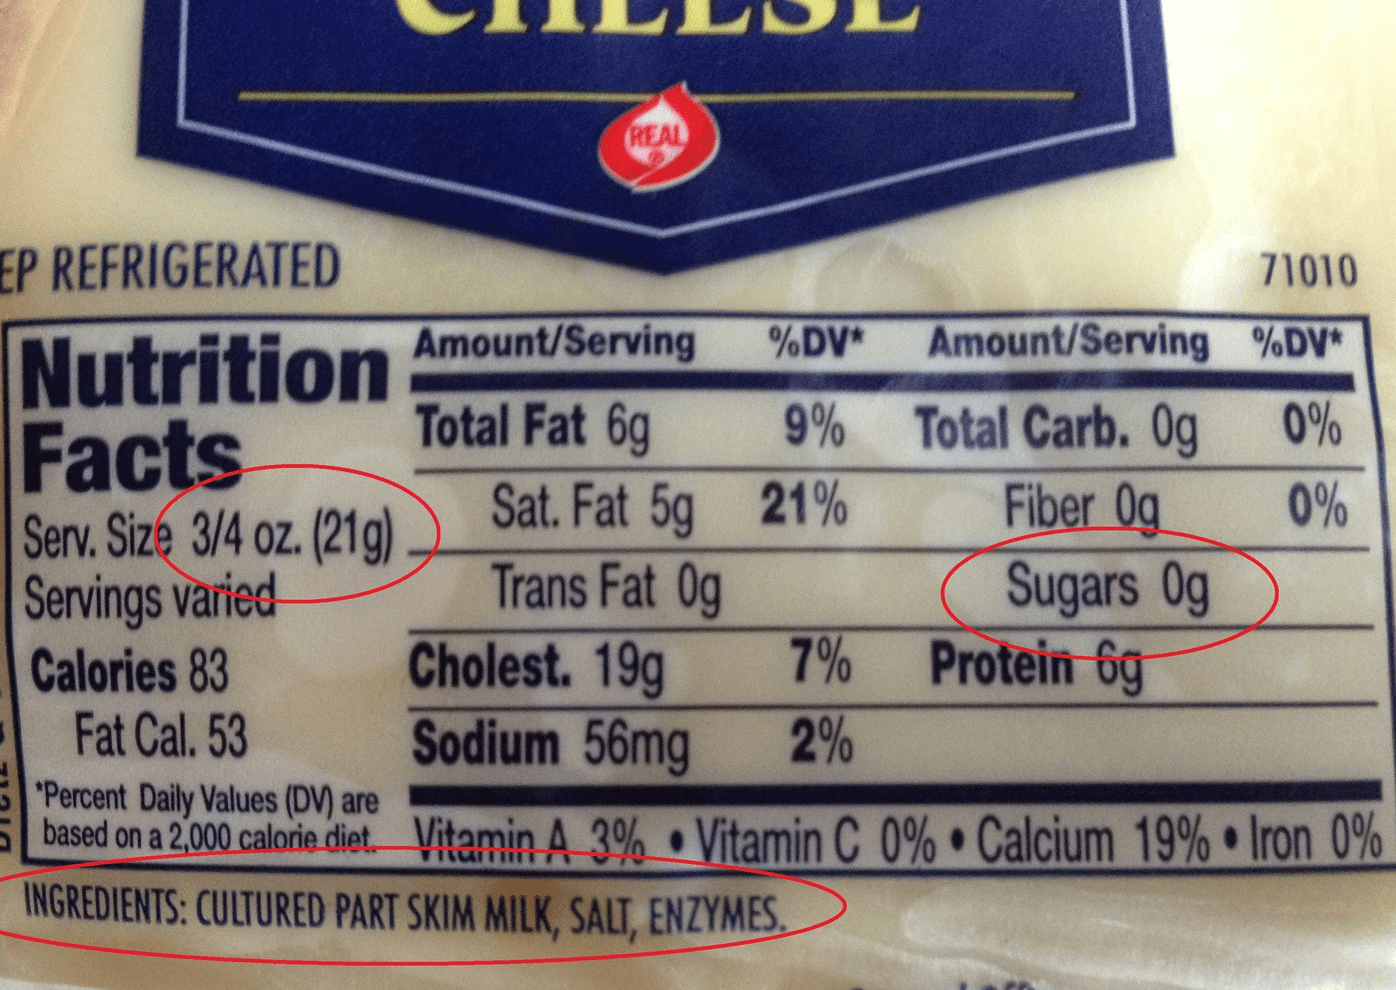 CHEESE
REAL
EP REFRIGERATED
71010
Nutrition
Facts
Serv. Size 3/4 oz. (21g)
Servings varied
Calories 83
Fat Cal. 53
*Percent Daily Values (DV) are
based on a 2,000 calorie diet.
Amount/Serving %DV* Amount/Serving %DV*
Total Fat 6g 9% Total Carb. 0g 0%
Sat. Fat 5g 21% Fiber 0g 0%
Trans Fat 0g Sugars 0g
Cholest. 19g 7% Protein 6g
Sodium 56mg 2%
Vitamin A 3% • Vitamin C 0% • Calcium 19% • Iron 0%
INGREDIENTS: CULTURED PART SKIM MILK, SALT, ENZYMES.